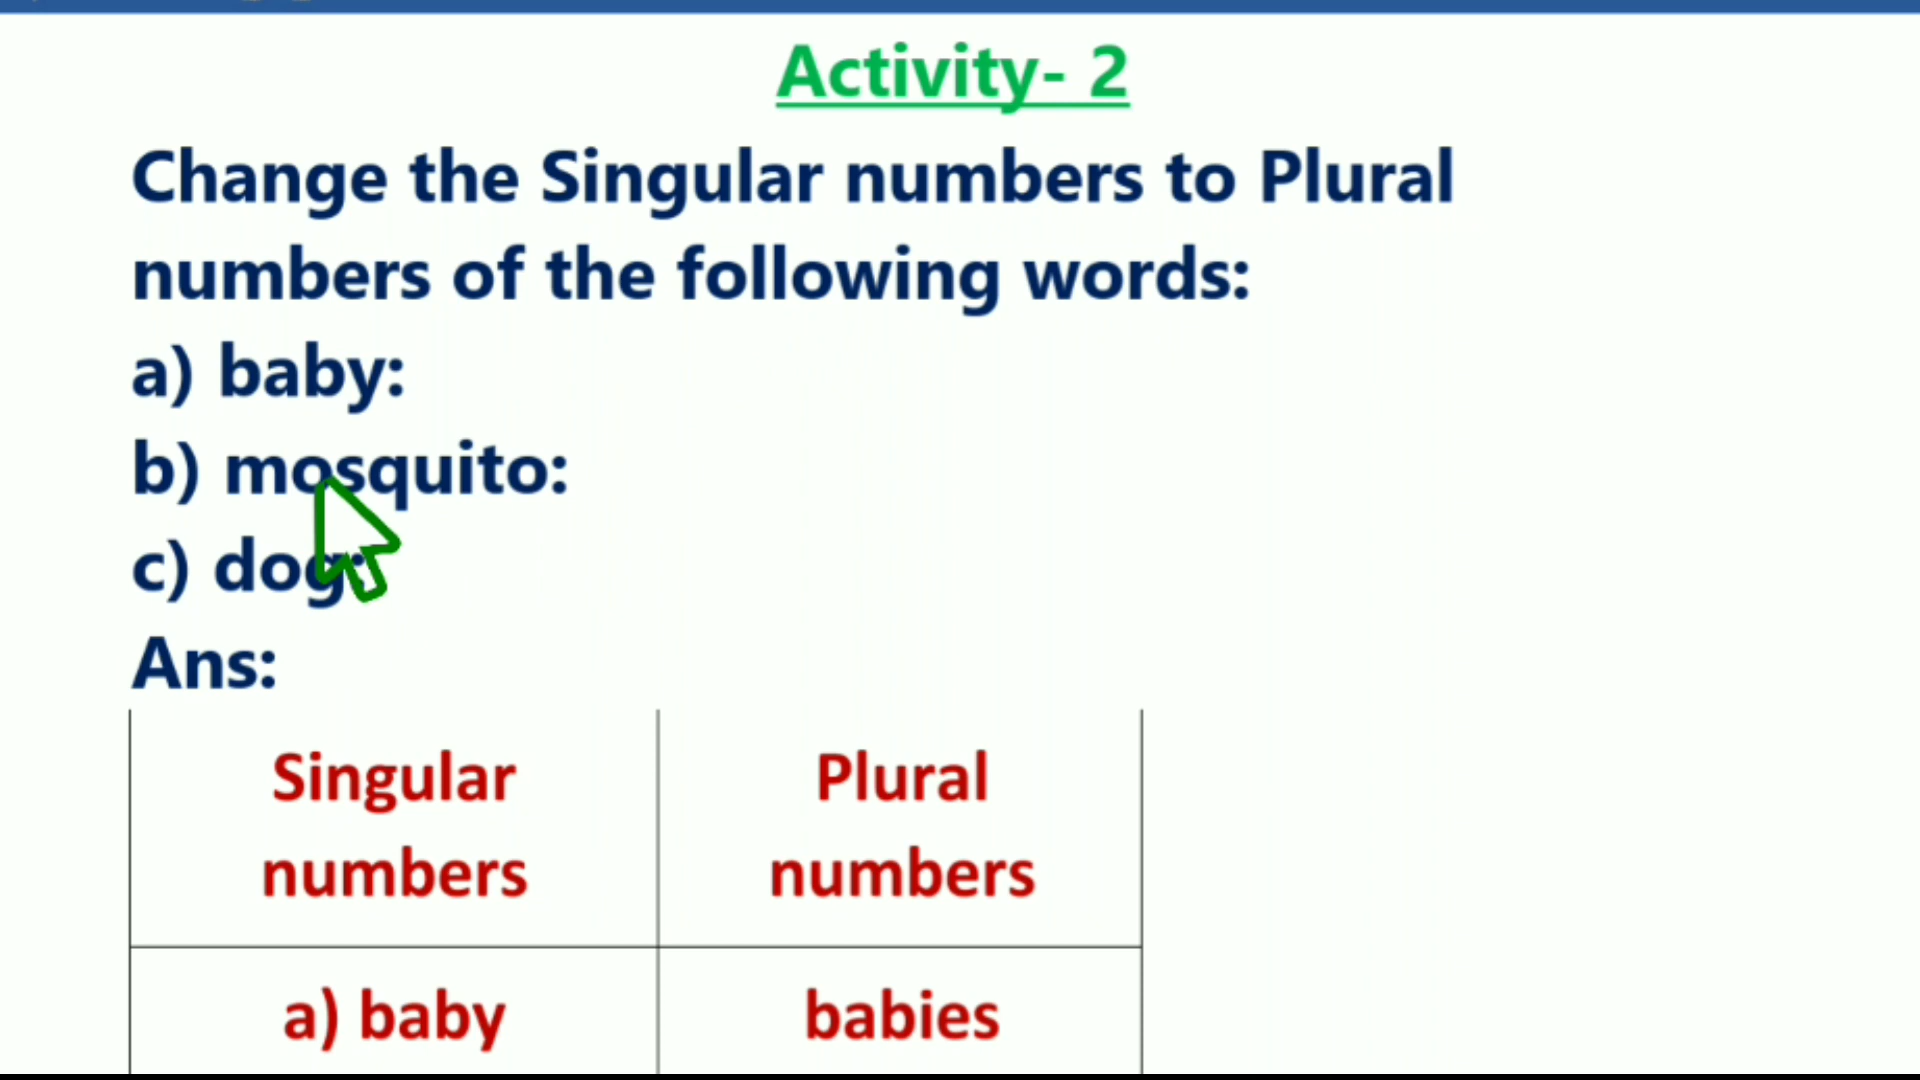 Activity- 2
Change the Singular numbers to Plural
numbers of the following words:
a) baby:
b) mosquito:
c) dog:
Ans:
Singular numbers
Plural numbers
a) baby
babies